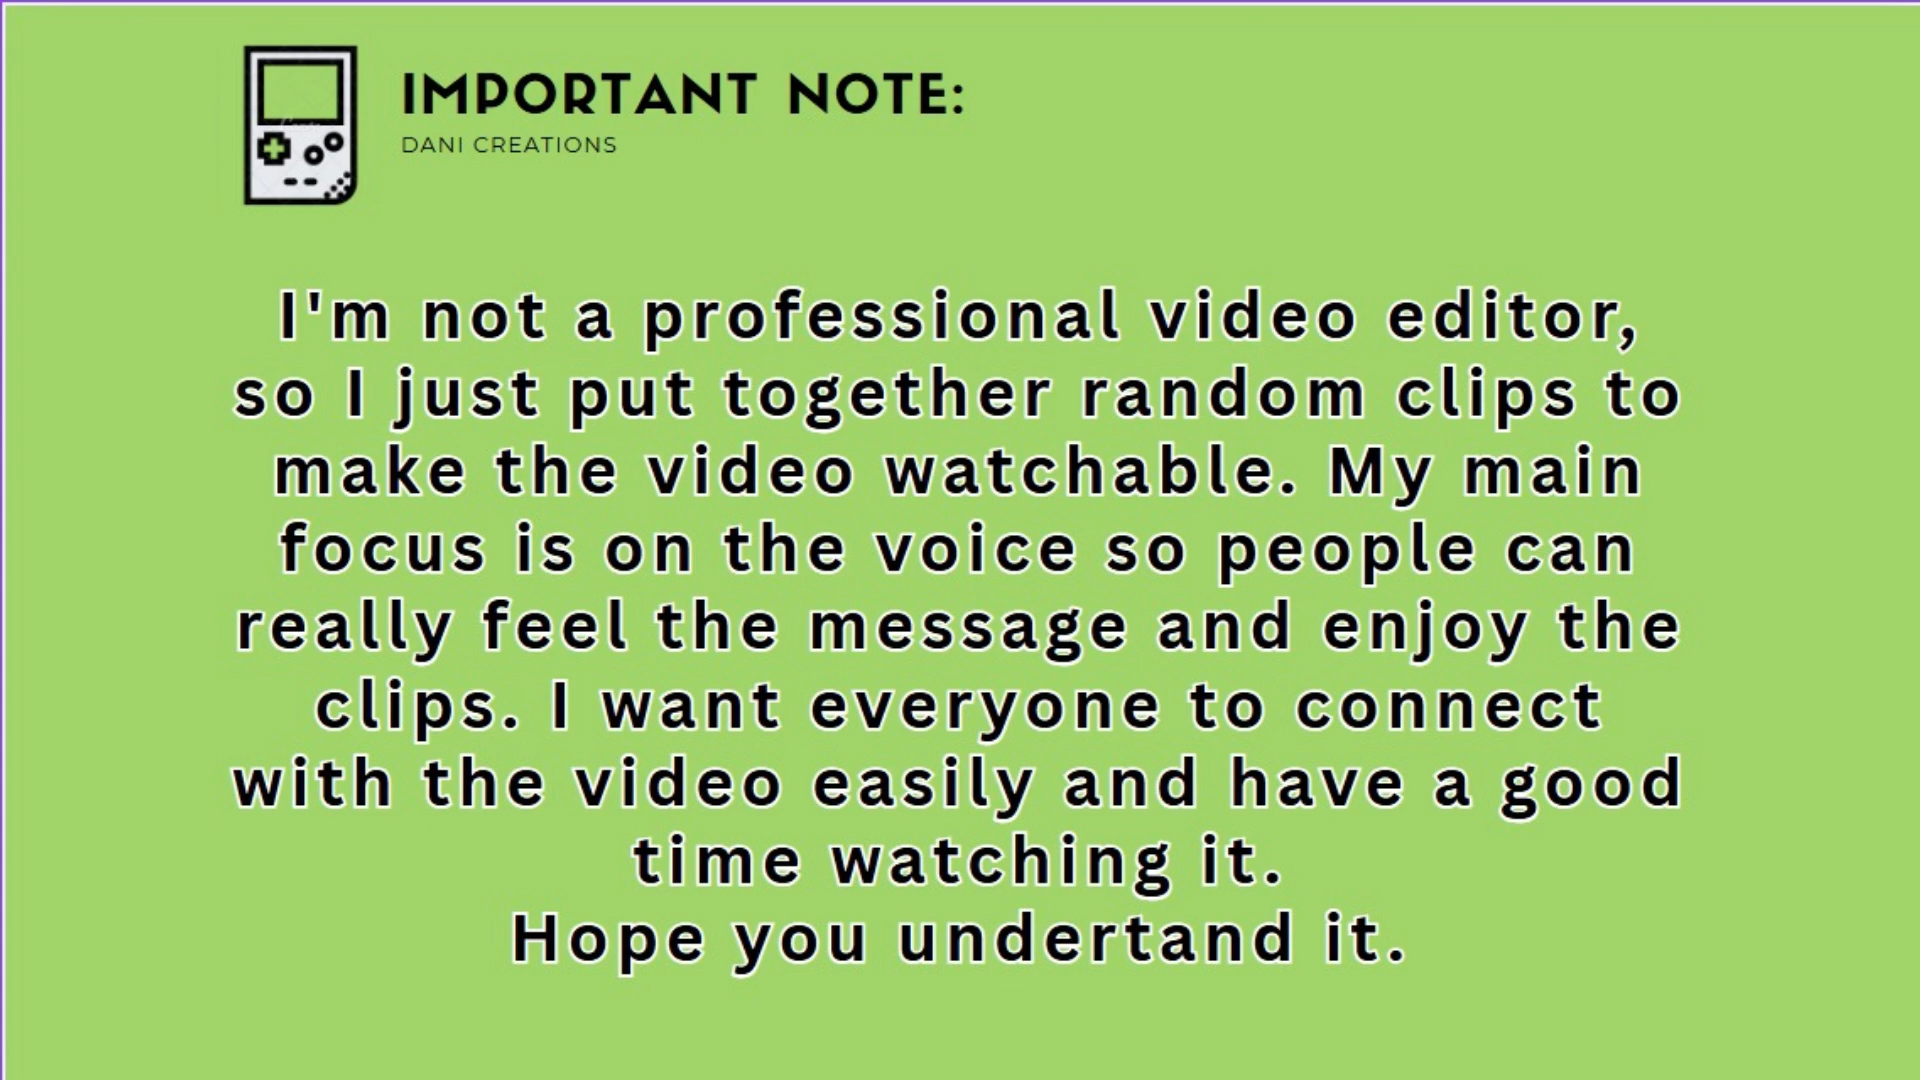 IMPORTANT NOTE:
DANI CREATIONS
I'm not a professional video editor,
so I just put together random clips to
make the video watchable. My main
focus is on the voice so people can
really feel the message and enjoy the
clips. I want everyone to connect
with the video easily and have a good
time watching it.
Hope you undertand it.